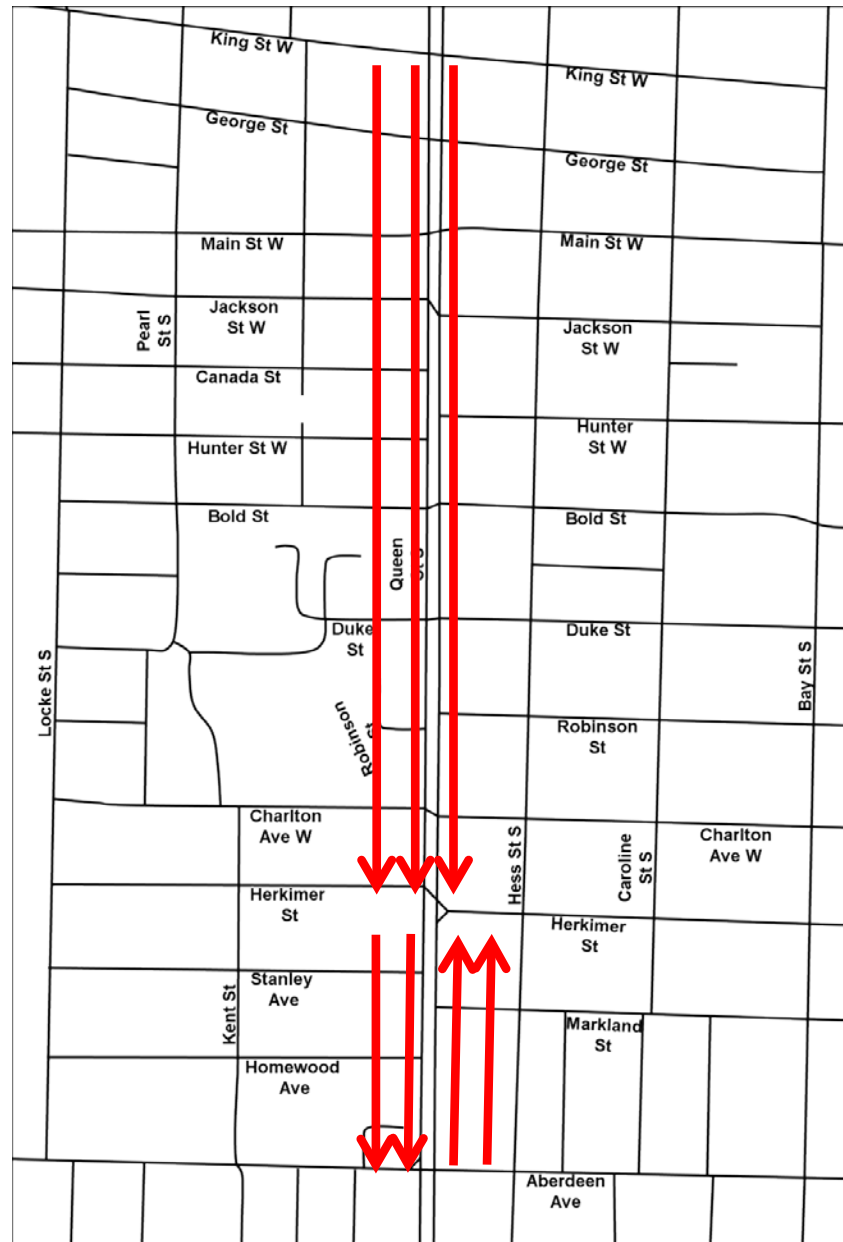 King St W
King St W
George St
George St
Main St W
Main St W
Jackson
St W
Pearl
St S
Jackson
St W
Canada St
Hunter
St W
Hunter St W
Bold St
Bold St
Queen
St S
Duke
St
Duke St
Locke St S
Bay St S
Robinson
St
Robinson
St
Charlton
Ave W
Charlton
Ave W
Hess St S
Caroline
St S
Herkimer
St
Herkimer
St
Stanley
Ave
Kent St
Markland
St
Homewood
Ave
Aberdeen
Ave